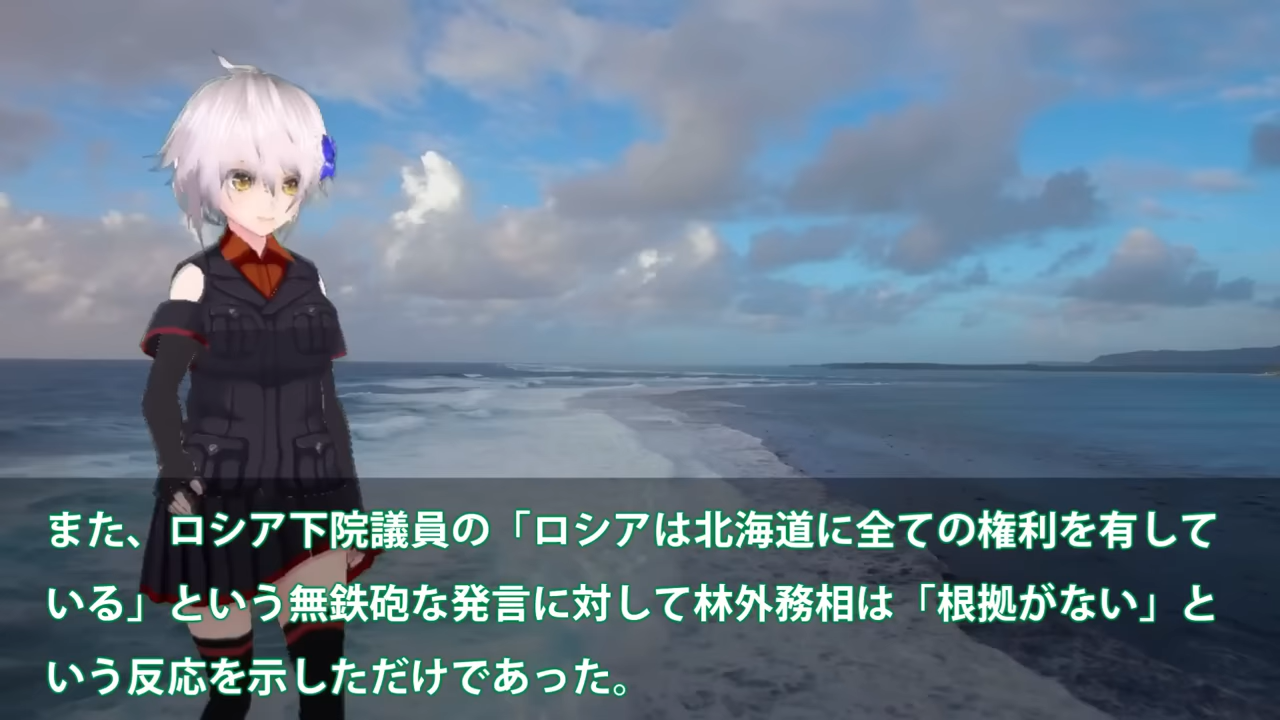 また、ロシア下院議員の「ロシアは北海道に全ての権利を有して
いる」という無鉄砲な発言に対して林外務相は「根拠がない」と
いう反応を示しただけであった。